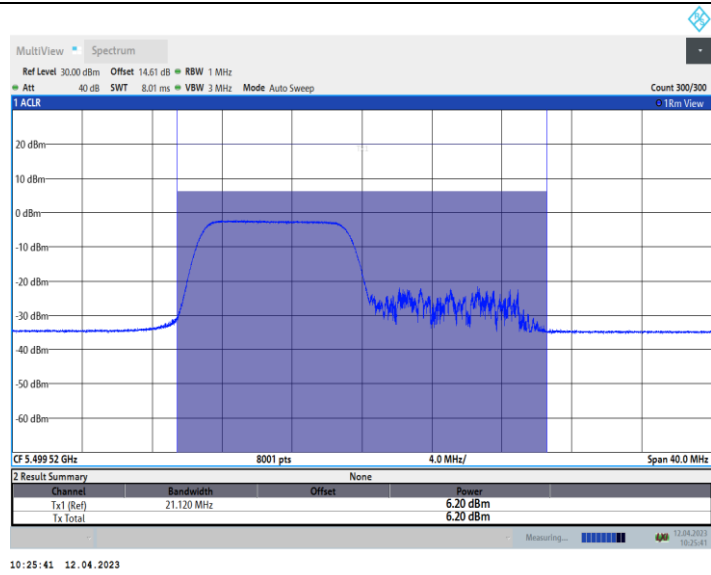 MultiView Spectrum
Ref Level 30.00 dBm Offset 14.61 dB RBW 1 MHz
Att 40 dB SWT 8.01 ms VBW 3 MHz Mode Auto Sweep Count 300/300
1 ACLR 1Rm View
20 dBm
10 dBm
0 dBm
-10 dBm
-20 dBm
-30 dBm
-40 dBm
-50 dBm
-60 dBm
CF 5.499 52 GHz 8001 pts 4.0 MHz/ Span 40.0 MHz
2 Result Summary None
Channel Bandwidth Offset Power
Tx1 (Ref) 21.120 MHz 6.20 dBm
Tx Total 6.20 dBm
Measuring... 12.04.2023
10:25:41
10:25:41 12.04.2023